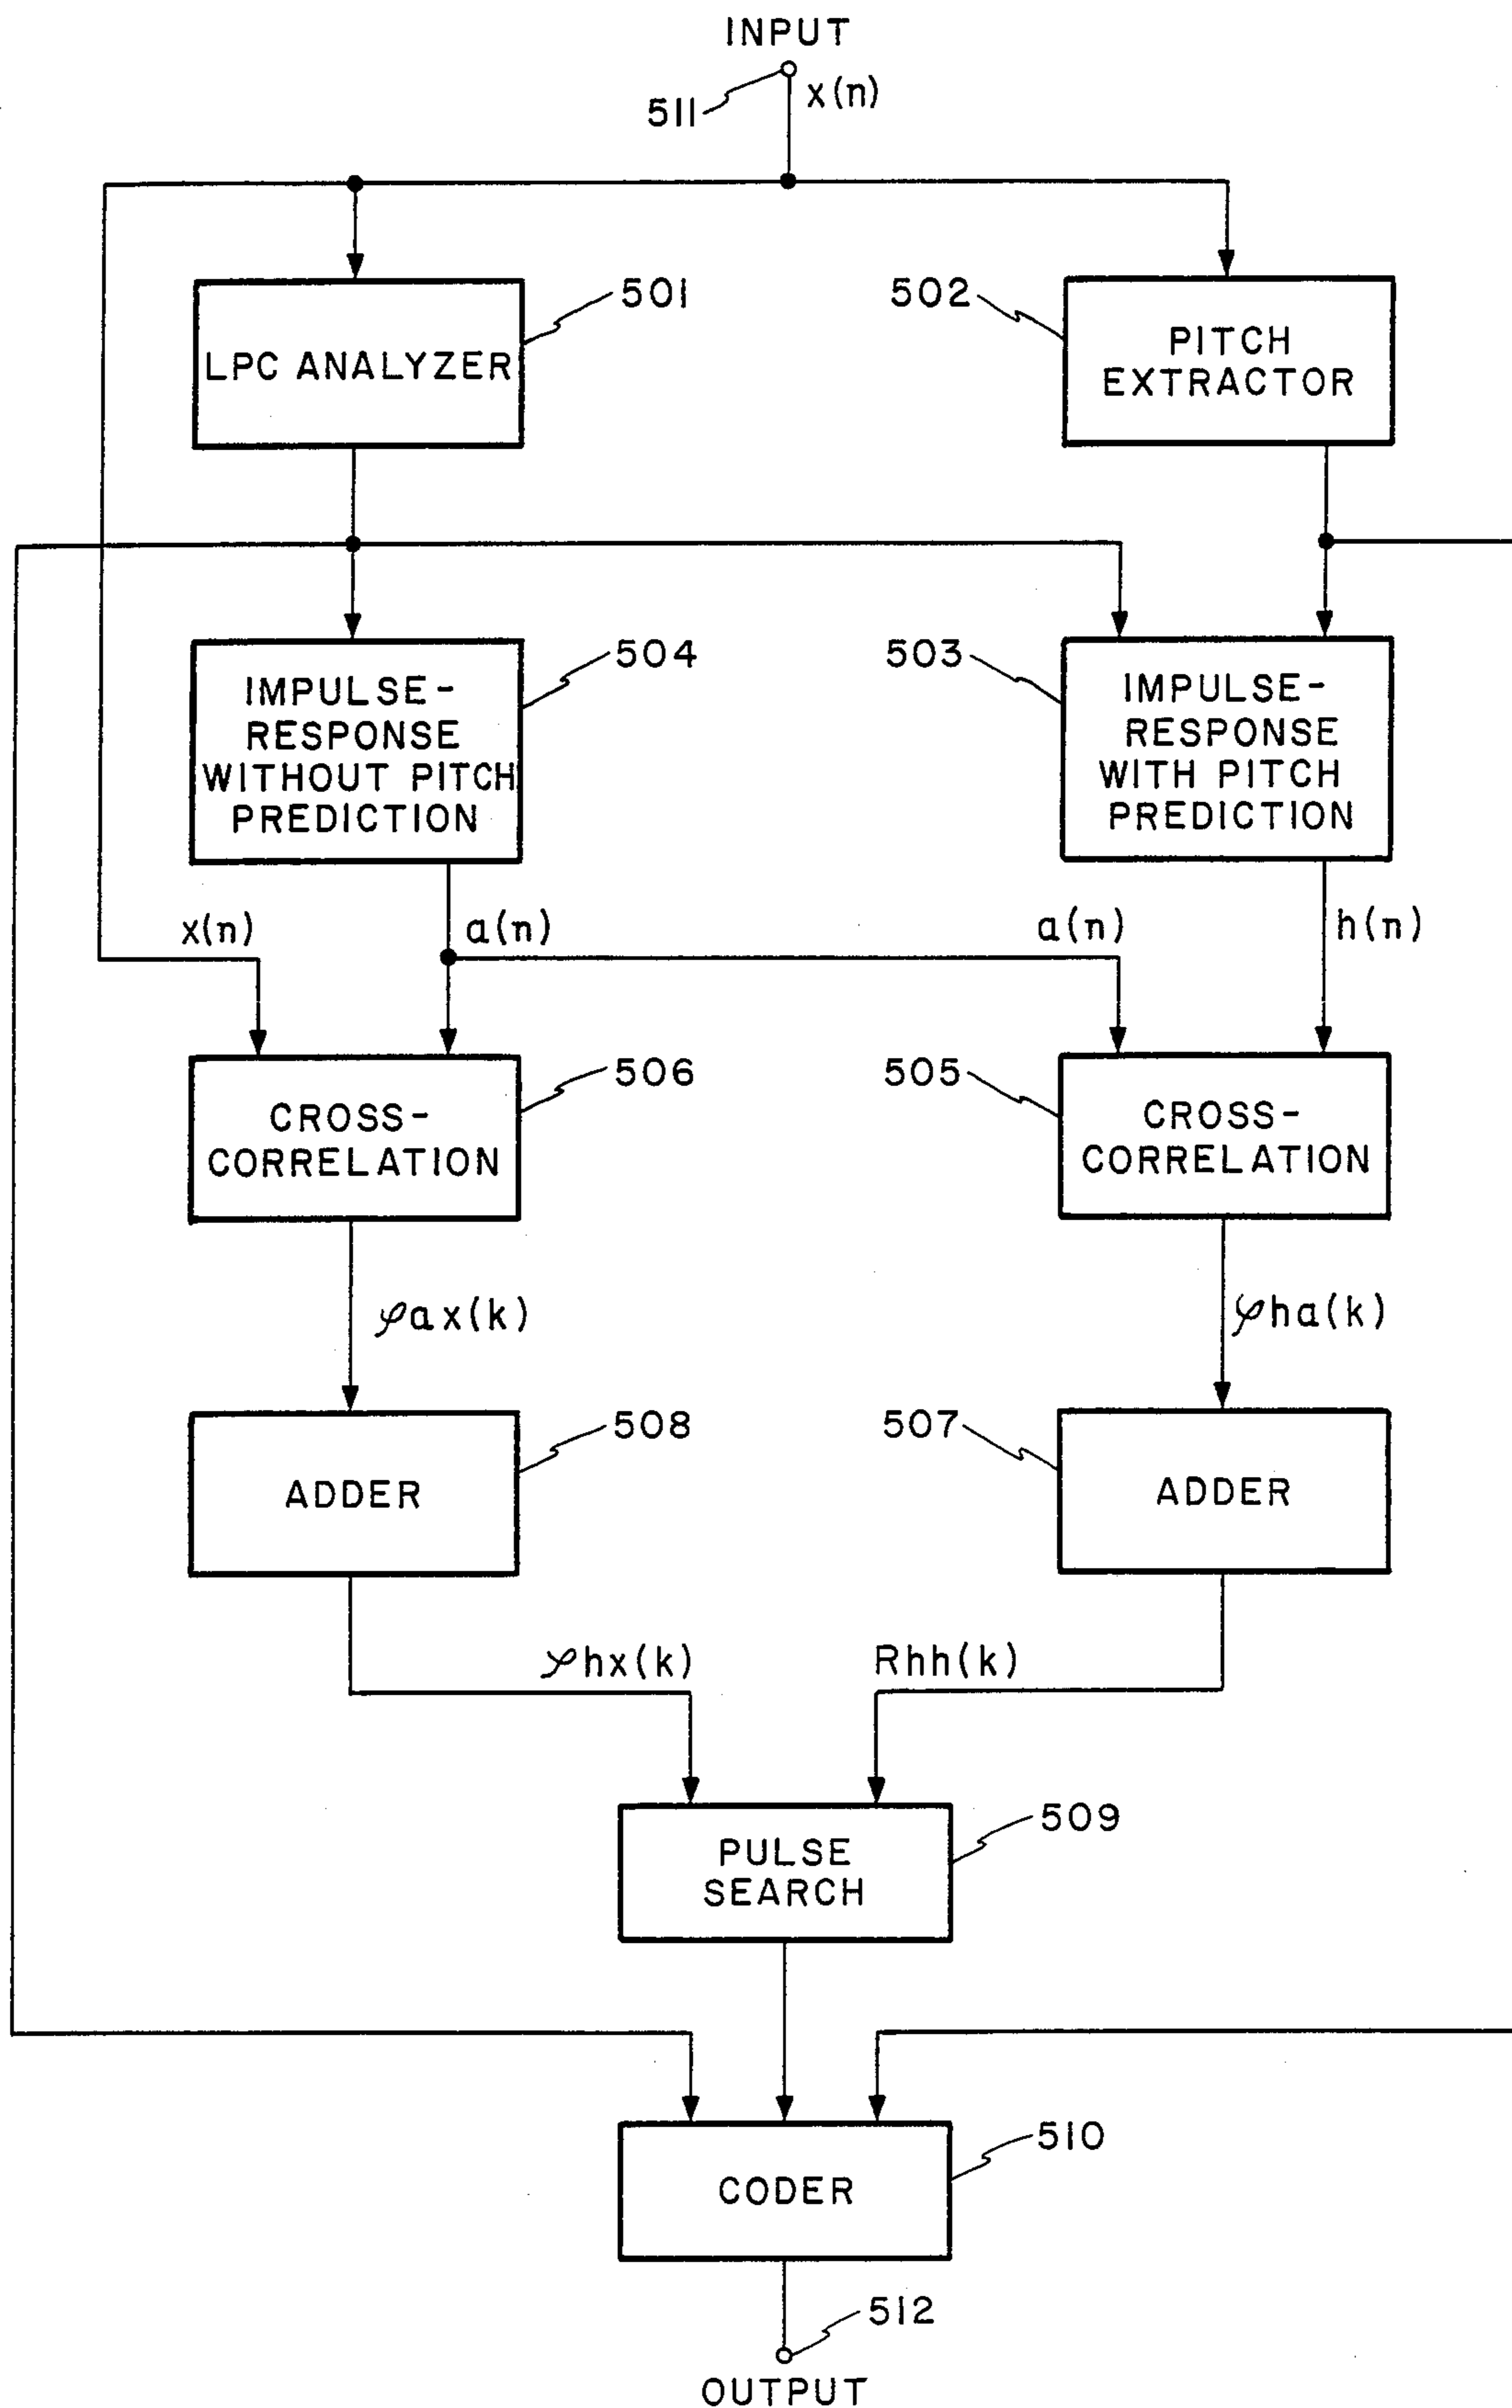 INPUT
511
x(n)
501
502
LPC ANALYZER
PITCH
EXTRACTOR
504
503
IMPULSE-
RESPONSE
WITHOUT PITCH
PREDICTION
IMPULSE-
RESPONSE
WITH PITCH
PREDICTION
x(n)
a(n)
a(n)
h(n)
506
505
CROSS-
CORRELATION
CROSS-
CORRELATION
φax(k)
φha(k)
508
507
ADDER
ADDER
φhx(k)
Rhh(k)
509
PULSE
SEARCH
510
CODER
512
OUTPUT